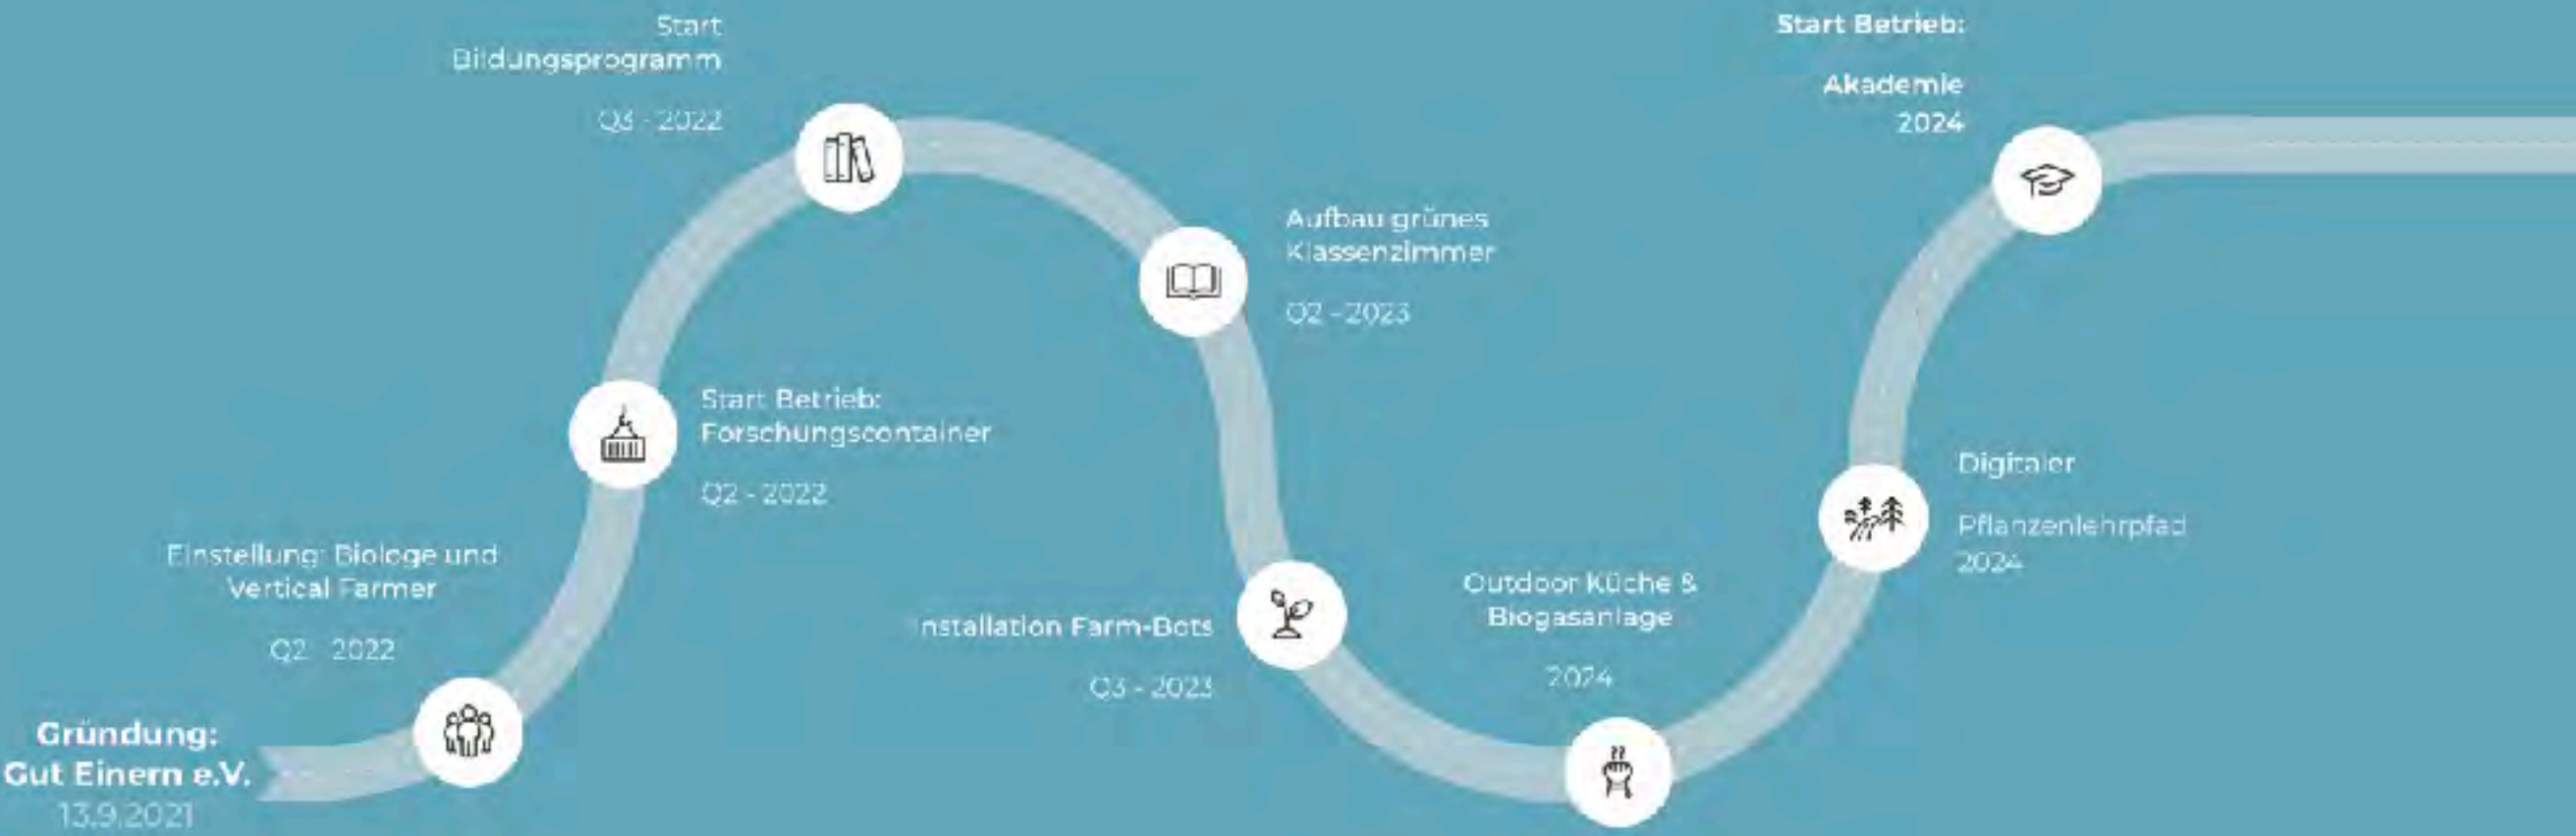 Gründung:
Gut Einern e.V.
13.9.2021
Einstellung: Biologe und
Vertical Farmer
Q2 - 2022
Start Betrieb:
Forschungscontainer
Q2 - 2022
Start
Bildungsprogramm
Q3 - 2022
Aufbau grünes
Klassenzimmer
Q2 - 2023
Installation Farm-Bots
Q3 - 2023
Outdoor Küche &
Biogasanlage
2024
Digitaler
Pflanzenlehrpfad
2024
Start Betrieb:
Akademie
2024